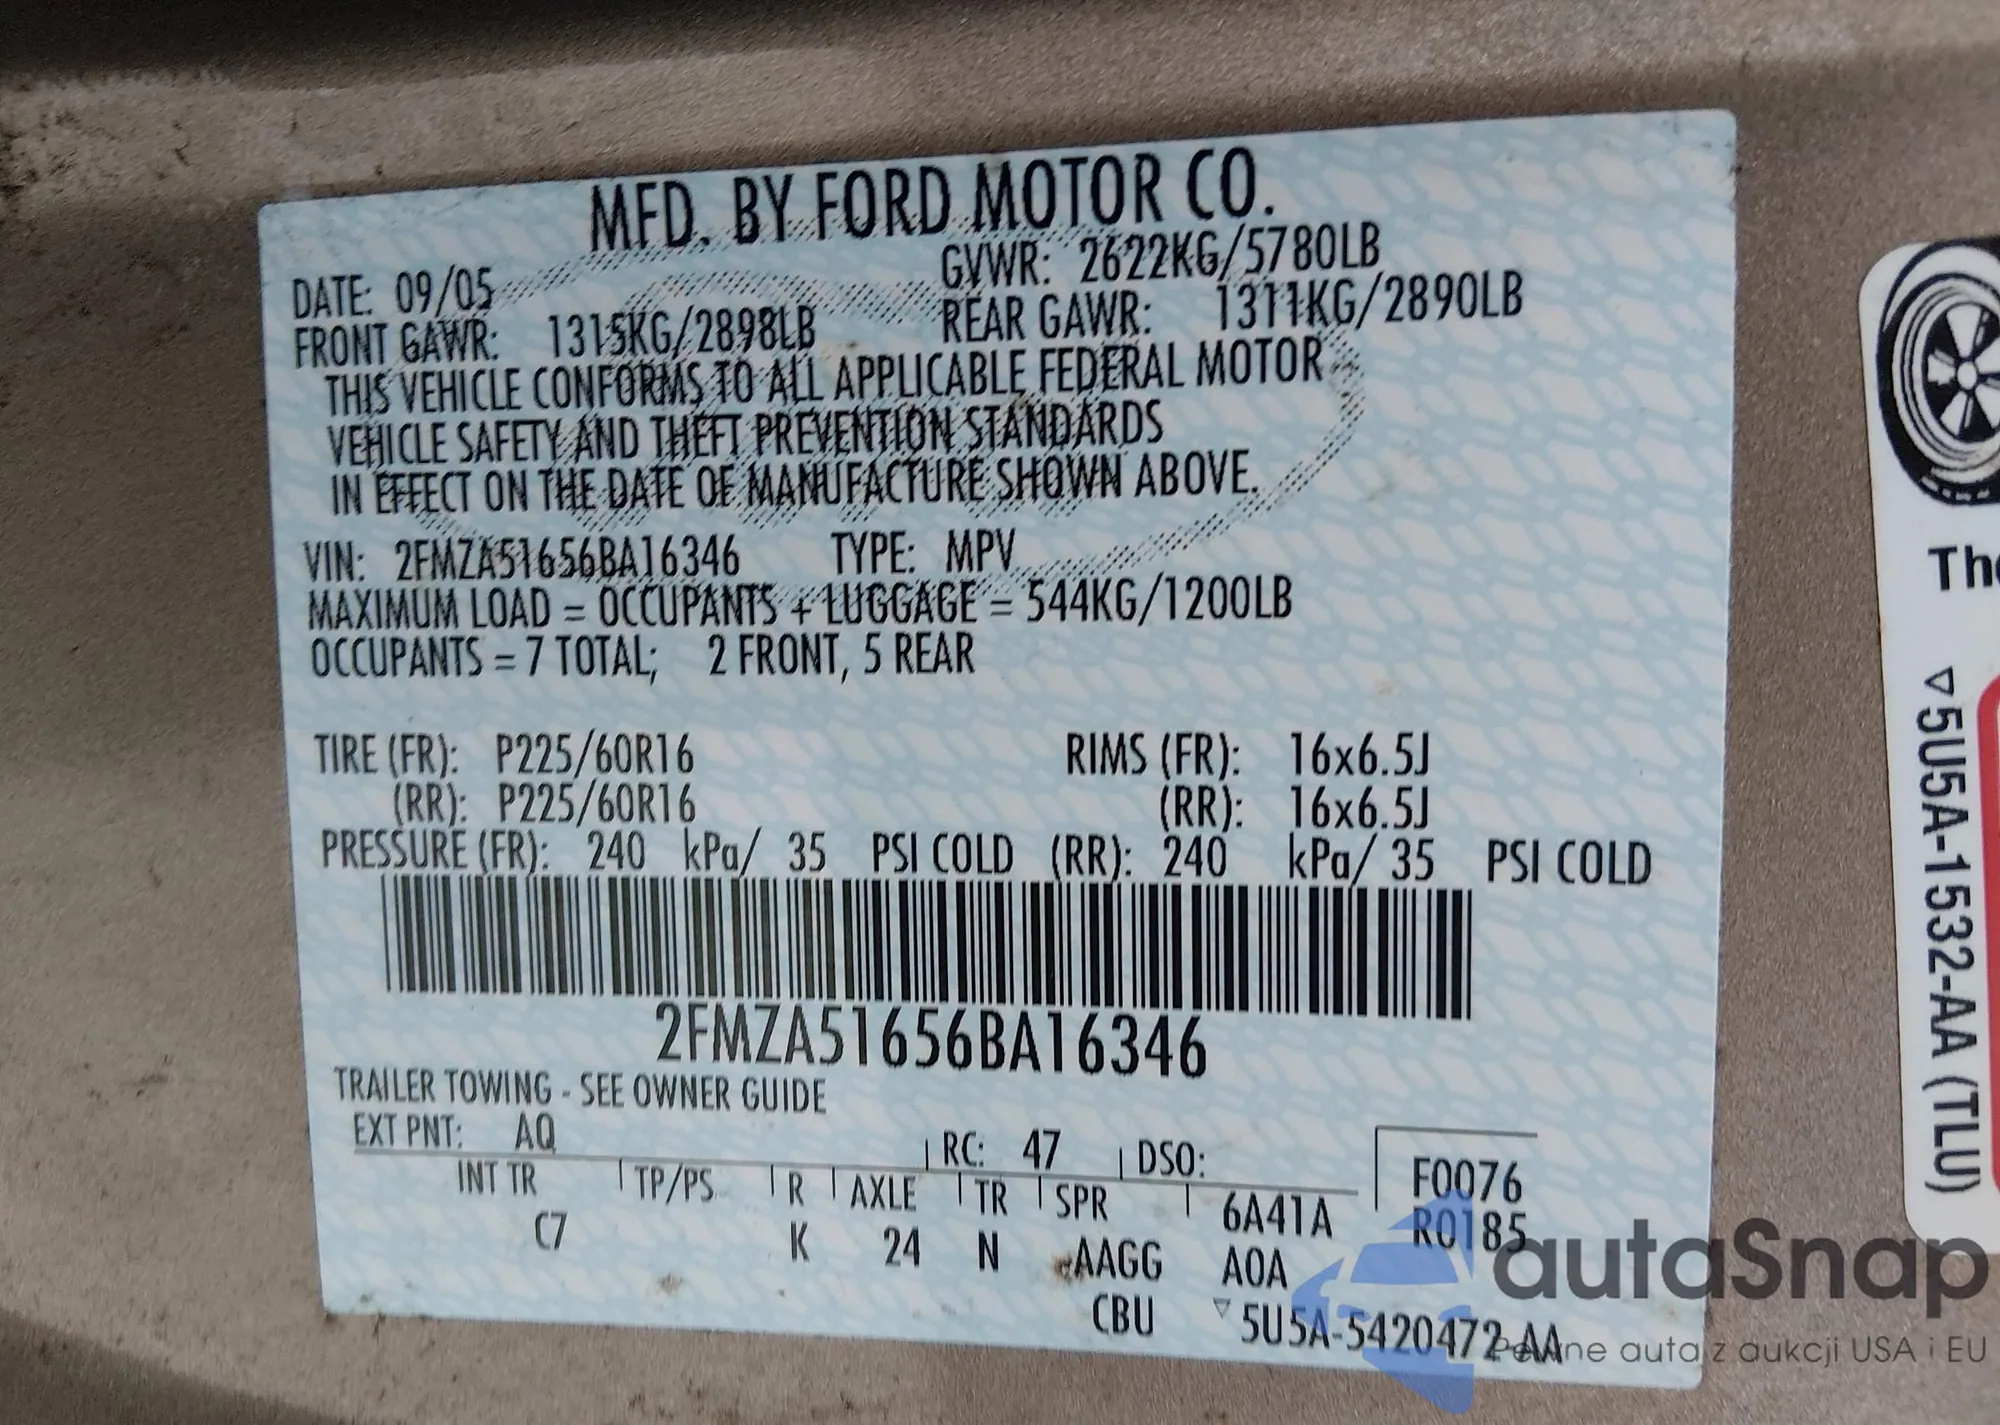 MFD. BY FORD MOTOR CO.
DATE: 09/05
GVWR: 2622KG/5780LB
FRONT GAWR: 1315KG/2898LB
REAR GAWR: 1311KG/2890LB
THIS VEHICLE CONFORMS TO ALL APPLICABLE FEDERAL MOTOR
VEHICLE SAFETY AND THEFT PREVENTION STANDARDS
IN EFFECT ON THE DATE OF MANUFACTURE SHOWN ABOVE.
VIN: 2FMZA51656BA16346 TYPE: MPV
MAXIMUM LOAD = OCCUPANTS + LUGGAGE = 544KG/1200LB
OCCUPANTS = 7 TOTAL; 2 FRONT, 5 REAR
TIRE (FR): P225/60R16 RIMS (FR): 16x6.5J
(RR): P225/60R16 (RR): 16x6.5J
PRESSURE (FR): 240 kPa/ 35 PSI COLD (RR): 240 kPa/ 35 PSI COLD
2FMZA51656BA16346
TRAILER TOWING - SEE OWNER GUIDE
EXT PNT: AQ RC: 47 DSO:
INT TR TP/PS R AXLE TR SPR 6A41A
C7 K 24 N AAGG A0A
CBU ▽5U5A-5420472-AA
F0076
R0185
The
▽5U5A-1532-AA (TLU)
autaSnap
Pewne auta z aukcji USA i EU